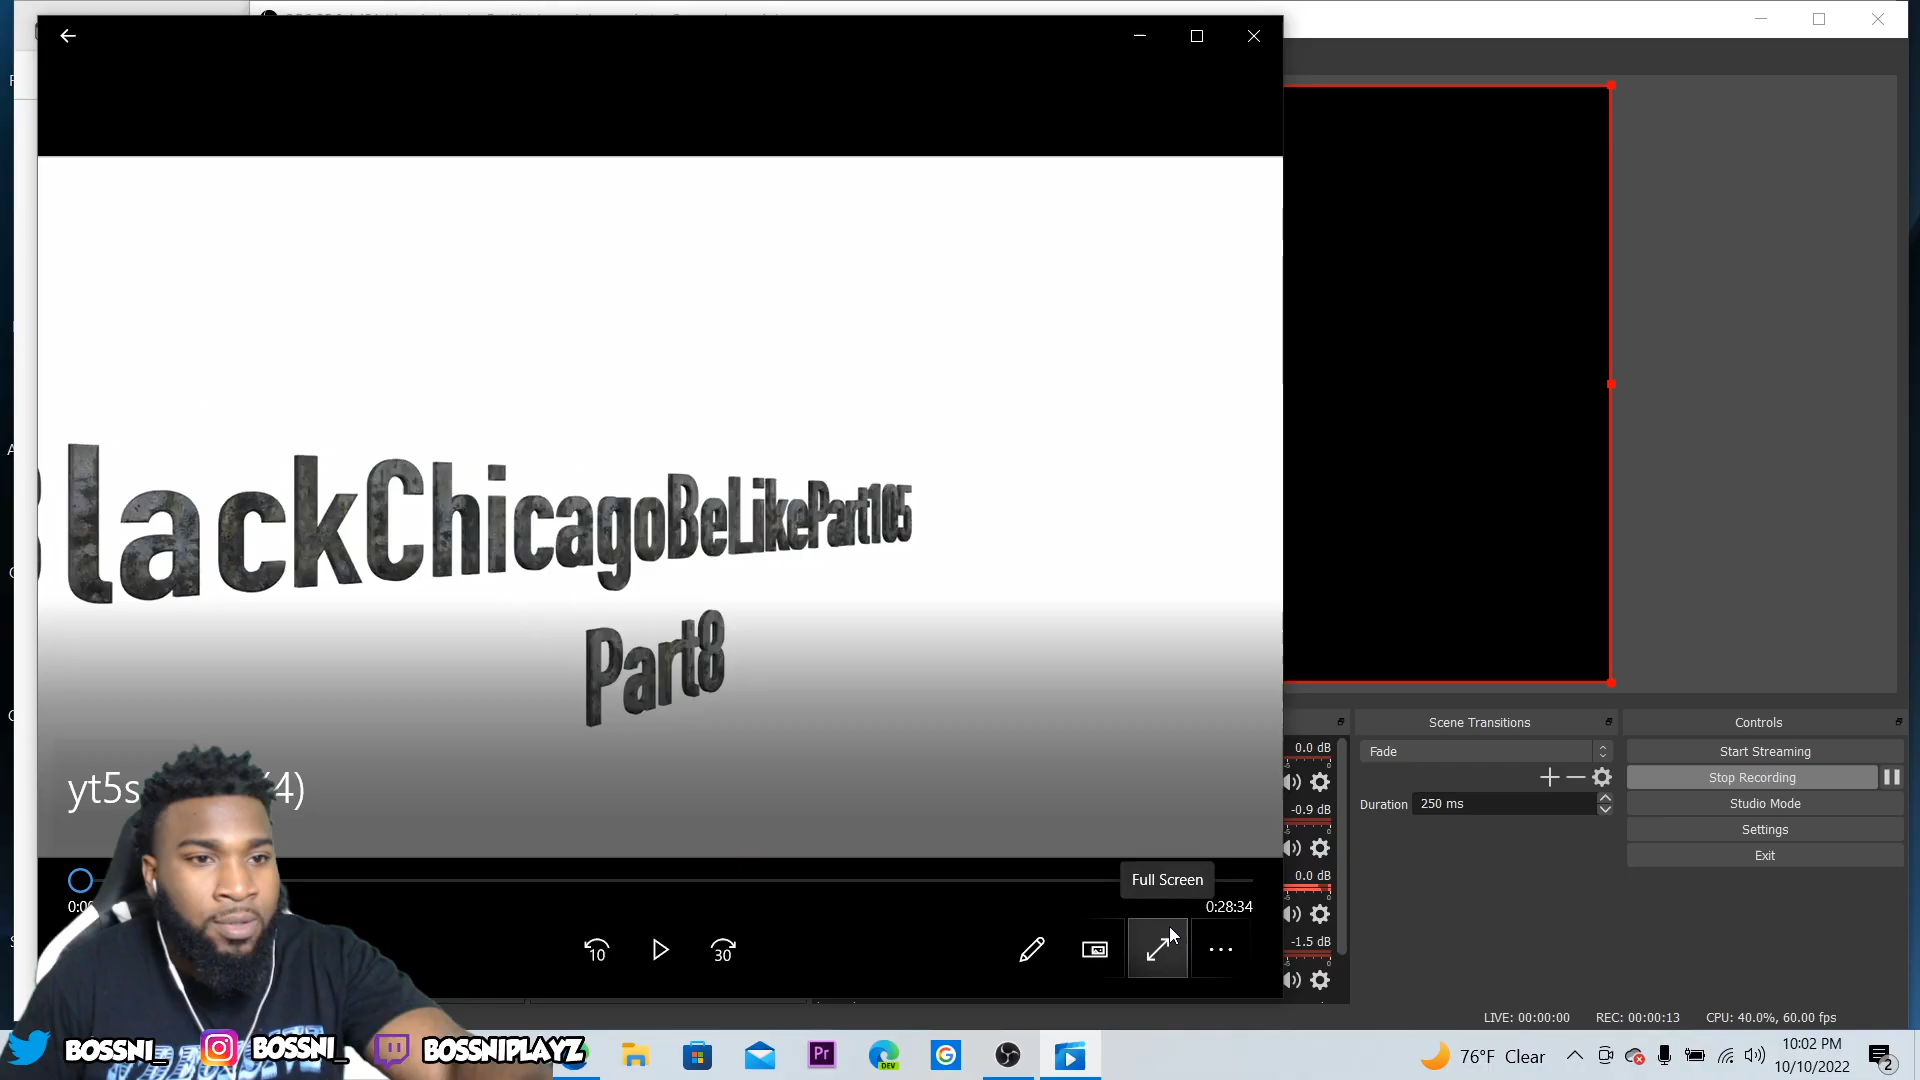 lackChicagoBeLikePart105
Part8
yt5s
4)
Full Screen
0:28:34
10
30
0.0 dB
-0.9 dB
0.0 dB
-1.5 dB
Scene Transitions
Fade
Duration 250 ms
Controls
Start Streaming
Stop Recording
Studio Mode
Settings
Exit
LIVE: 00:00:00 REC: 00:00:13 CPU: 40.0%, 60.00 fps
BOSSNI_ BOSSNI_ BOSSNIPLAYZ
Pr
DEV
G
76°F Clear
10:02 PM
10/10/2022
2